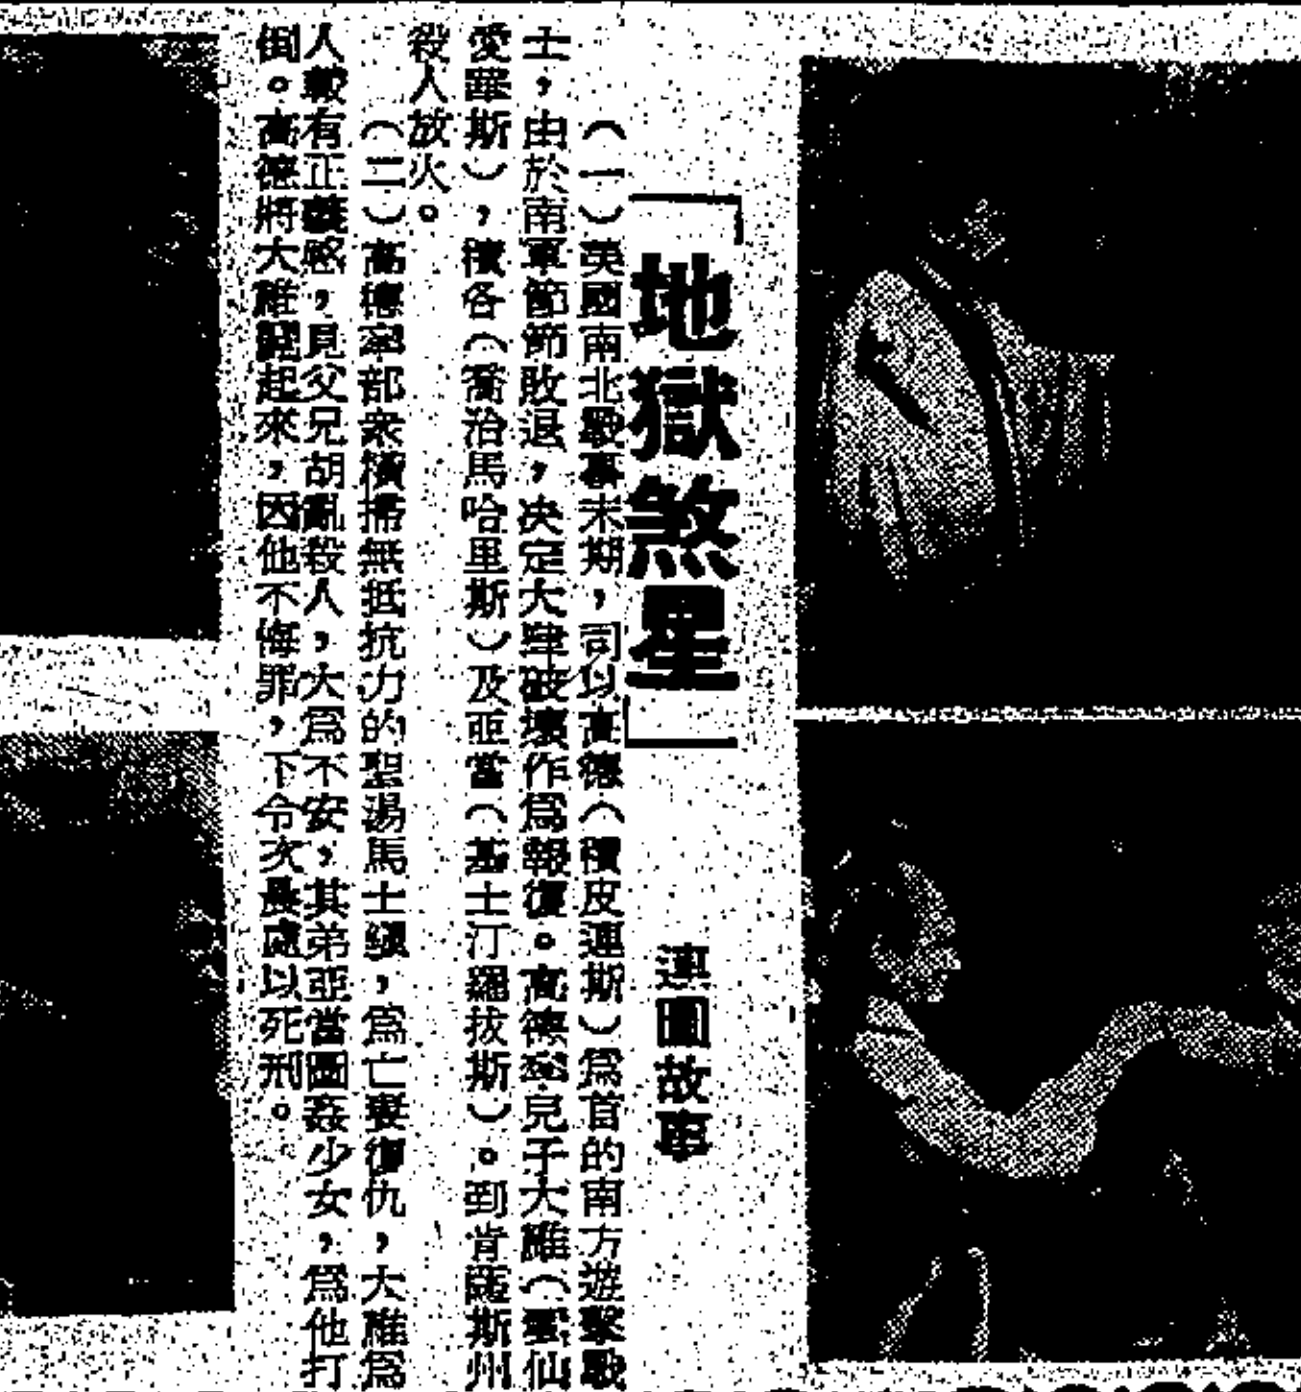 「地獄煞星」 連圖故事
（一）美國南北戰事末期，司以高德（積皮連斯）為首的南方遊擊戰
士，由於南軍節節敗退，決定大肆破壞作為報復。高德率兒子大維（雲仙
愛華斯），積各（喬治馬哈里斯）及亞當（基士汀羅拔斯）。到肯薩斯州
殺人放火。
（二）高德率部衆橫掃無抵抗力的聖湯馬士鎮，為亡妻復仇，大維為
人較有正義感，見父兄胡亂殺人，大為不安，其弟亞當圖姦少女，為他打
倒。高德將大維起來，因他不悔罪，下令次晨處以死刑。